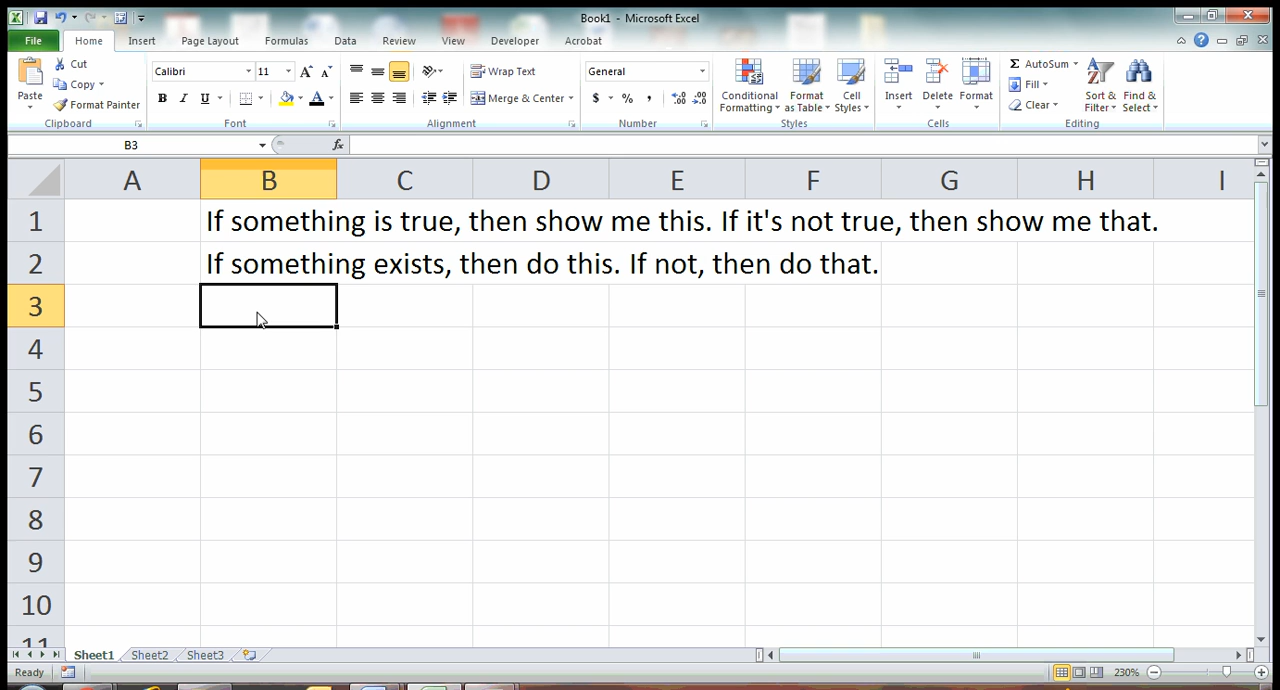 Book1 - Microsoft Excel
File Home Insert Page Layout Formulas Data Review View Developer Acrobat
Paste
Cut
Copy
Format Painter
Clipboard
Calibri 11
B I U A
Font
Wrap Text
Merge & Center
Alignment
General
$ % ,
Number
Conditional Formatting
Format as Table
Cell Styles
Styles
Insert Delete Format
Cells
Σ AutoSum
Fill
Clear
Sort & Filter
Find & Select
Editing
B3 fx
A B C D E F G H I
1 If something is true, then show me this. If it's not true, then show me that.
2 If something exists, then do this. If not, then do that.
3
4
5
6
7
8
9
10
11
Sheet1 Sheet2 Sheet3
Ready 230%